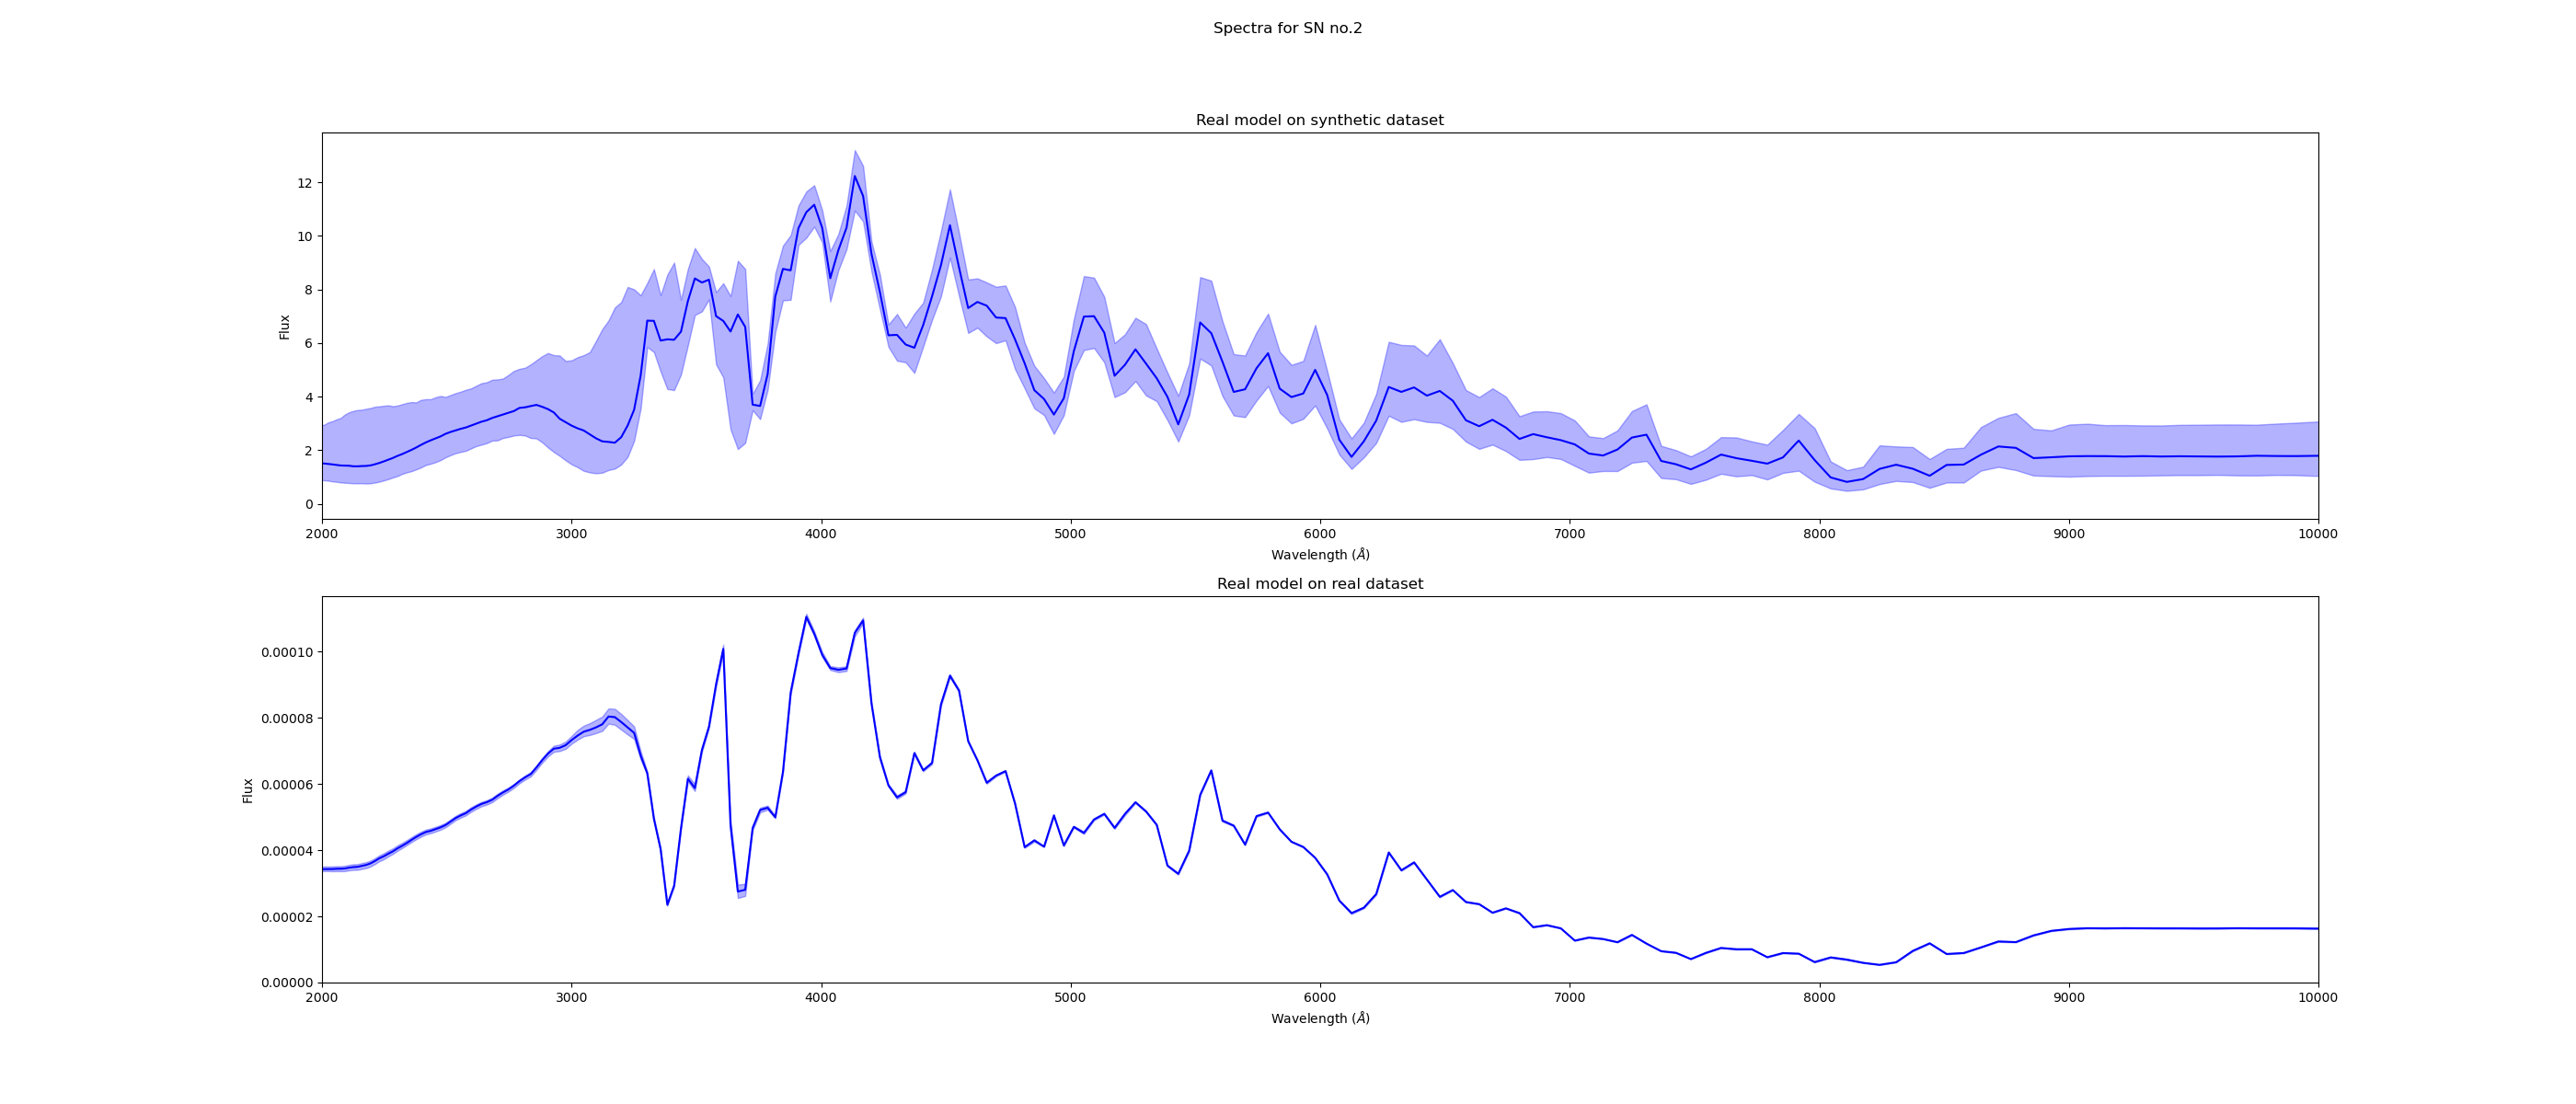 Spectra for SN no.2
Real model on synthetic dataset
12
10
8
6
4
2
0
Flux
2000 3000 4000 5000 6000 7000 8000 9000 10000
Wavelength (Å)
Real model on real dataset
0.00010
0.00008
0.00006
0.00004
0.00002
0.00000
Flux
2000 3000 4000 5000 6000 7000 8000 9000 10000
Wavelength (Å)